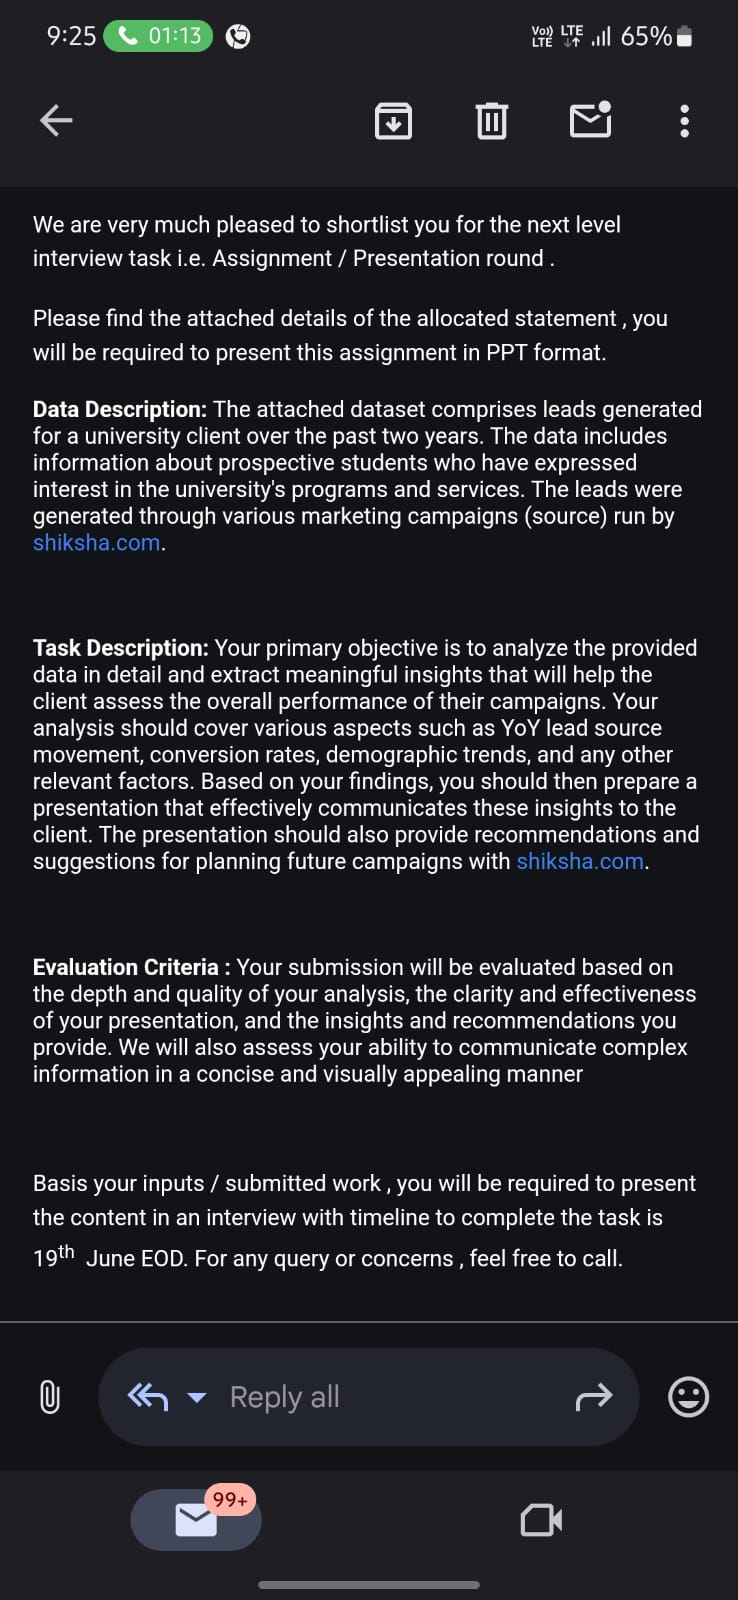 9:25 01:13 Vo)) LTE LTE 65%
We are very much pleased to shortlist you for the next level
interview task i.e. Assignment / Presentation round .
Please find the attached details of the allocated statement , you
will be required to present this assignment in PPT format.
Data Description: The attached dataset comprises leads generated
for a university client over the past two years. The data includes
information about prospective students who have expressed
interest in the university's programs and services. The leads were
generated through various marketing campaigns (source) run by
shiksha.com.
Task Description: Your primary objective is to analyze the provided
data in detail and extract meaningful insights that will help the
client assess the overall performance of their campaigns. Your
analysis should cover various aspects such as YoY lead source
movement, conversion rates, demographic trends, and any other
relevant factors. Based on your findings, you should then prepare a
presentation that effectively communicates these insights to the
client. The presentation should also provide recommendations and
suggestions for planning future campaigns with shiksha.com.
Evaluation Criteria : Your submission will be evaluated based on
the depth and quality of your analysis, the clarity and effectiveness
of your presentation, and the insights and recommendations you
provide. We will also assess your ability to communicate complex
information in a concise and visually appealing manner
Basis your inputs / submitted work , you will be required to present
the content in an interview with timeline to complete the task is
19th June EOD. For any query or concerns , feel free to call.
Reply all
99+